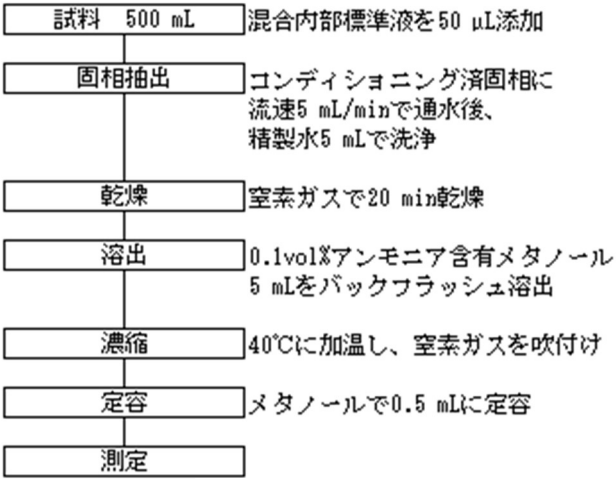 試料 500 mL
混合内部標準液を50 μL添加
固相抽出
コンディショニング済固相に
流速5 mL/minで通水後、
精製水5 mLで洗浄
乾燥
窒素ガスで20 min乾燥
溶出
0.1vol%アンモニア含有メタノール
5 mLをバックフラッシュ溶出
濃縮
40℃に加温し、窒素ガスを吹付け
定容
メタノールで0.5 mLに定容
測定